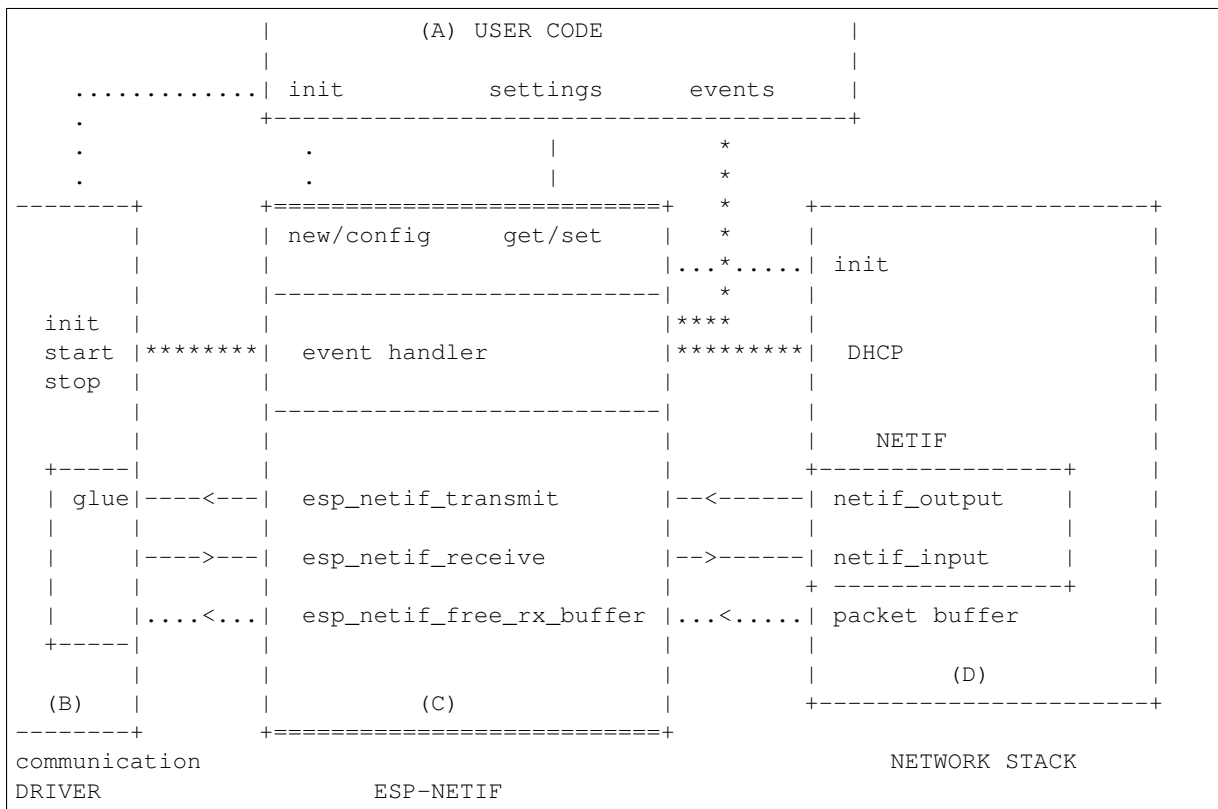 (A) USER CODE
init settings events
new/config get/set
init
init
start event handler DHCP
stop
NETIF
glue esp_netif_transmit netif_output
esp_netif_receive netif_input
esp_netif_free_rx_buffer packet buffer
(D)
(B) (C)
communication NETWORK STACK
DRIVER ESP-NETIF